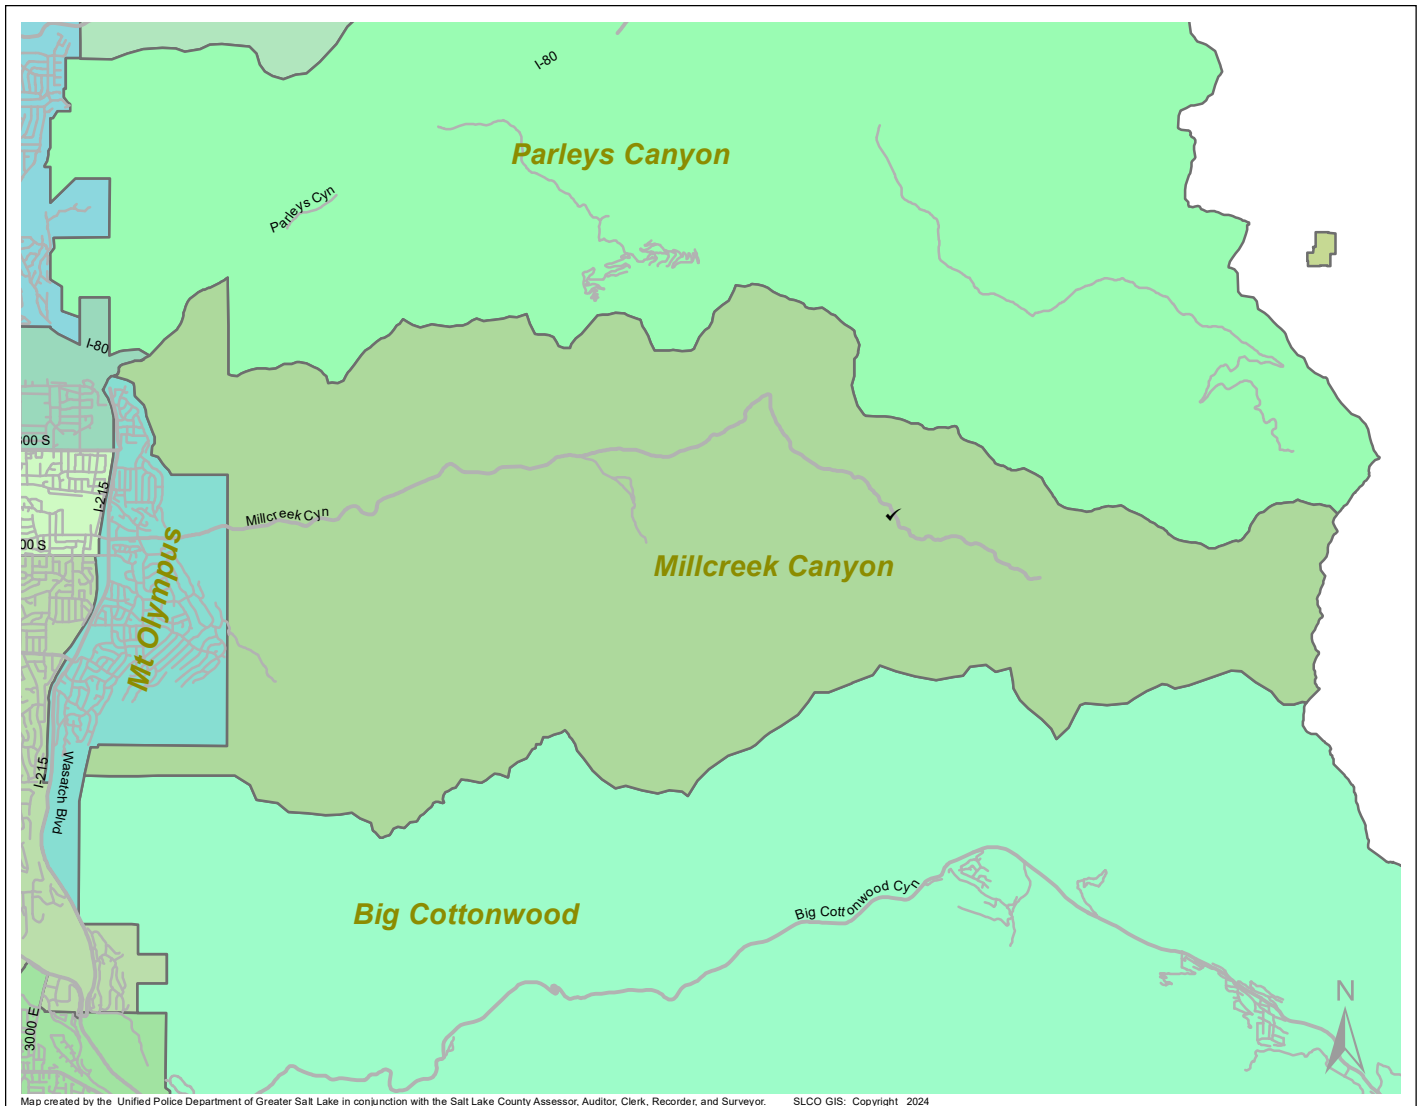 I-80
Parleys Canyon
Parleys Cyn
I-80
00 S
I-215
Millcreek Cyn
00 S
Millcreek Canyon
Mt Olympus
I-215
Wasatch Blvd
Big Cottonwood Cyn
Big Cottonwood
N
3000 E
Map created by the Unified Police Department of Greater Salt Lake in conjunction with the Salt Lake County Assessor, Auditor, Clerk, Recorder, and Surveyor. SLCO GIS: Copyright 2024